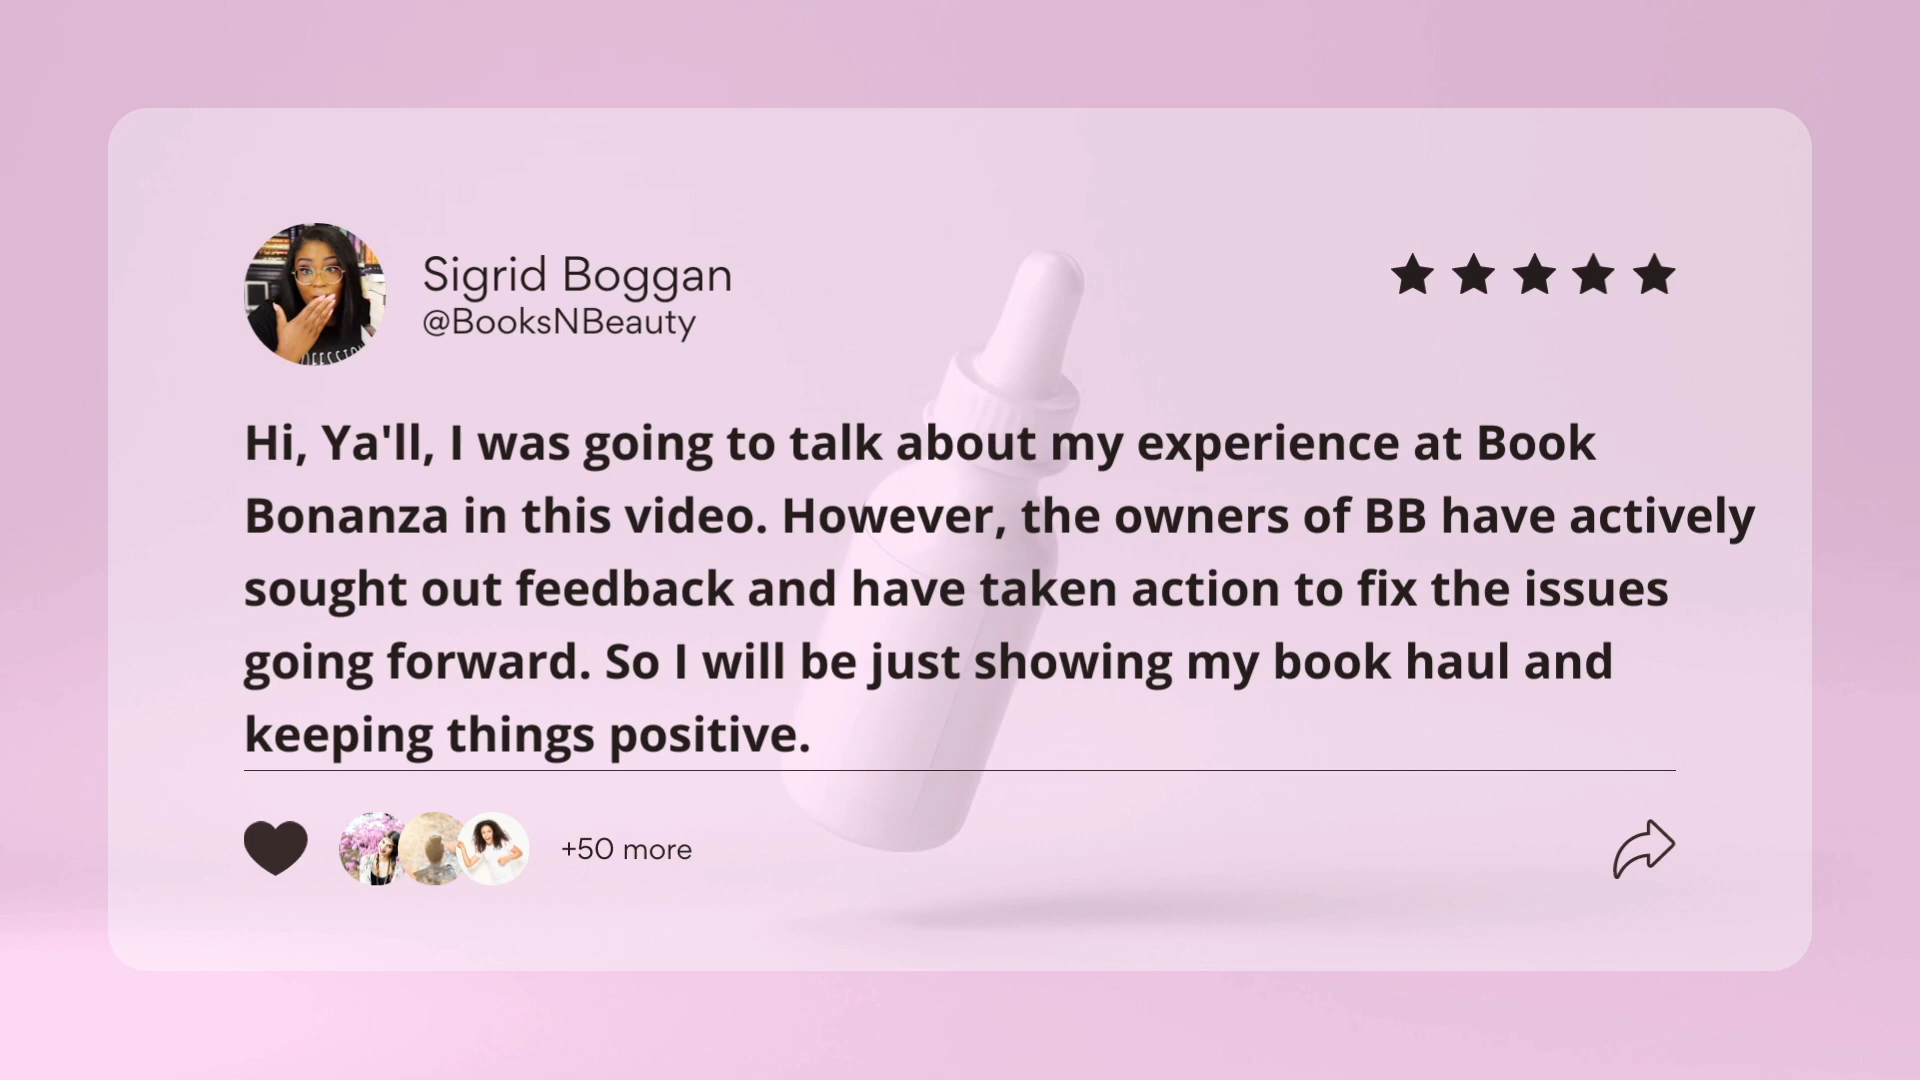 Sigrid Boggan
@BooksNBeauty
Hi, Ya'll, I was going to talk about my experience at Book
Bonanza in this video. However, the owners of BB have actively
sought out feedback and have taken action to fix the issues
going forward. So I will be just showing my book haul and
keeping things positive.
+50 more